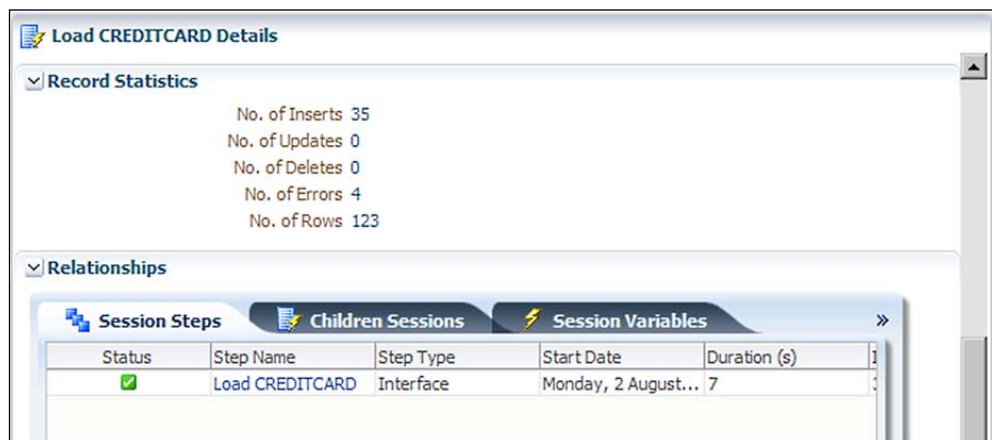 Load CREDITCARD Details
Record Statistics
No. of Inserts 35
No. of Updates 0
No. of Deletes 0
No. of Errors 4
No. of Rows 123
Relationships
Session Steps Children Sessions Session Variables »
Status Step Name Step Type Start Date Duration (s)
Load CREDITCARD Interface Monday, 2 August... 7